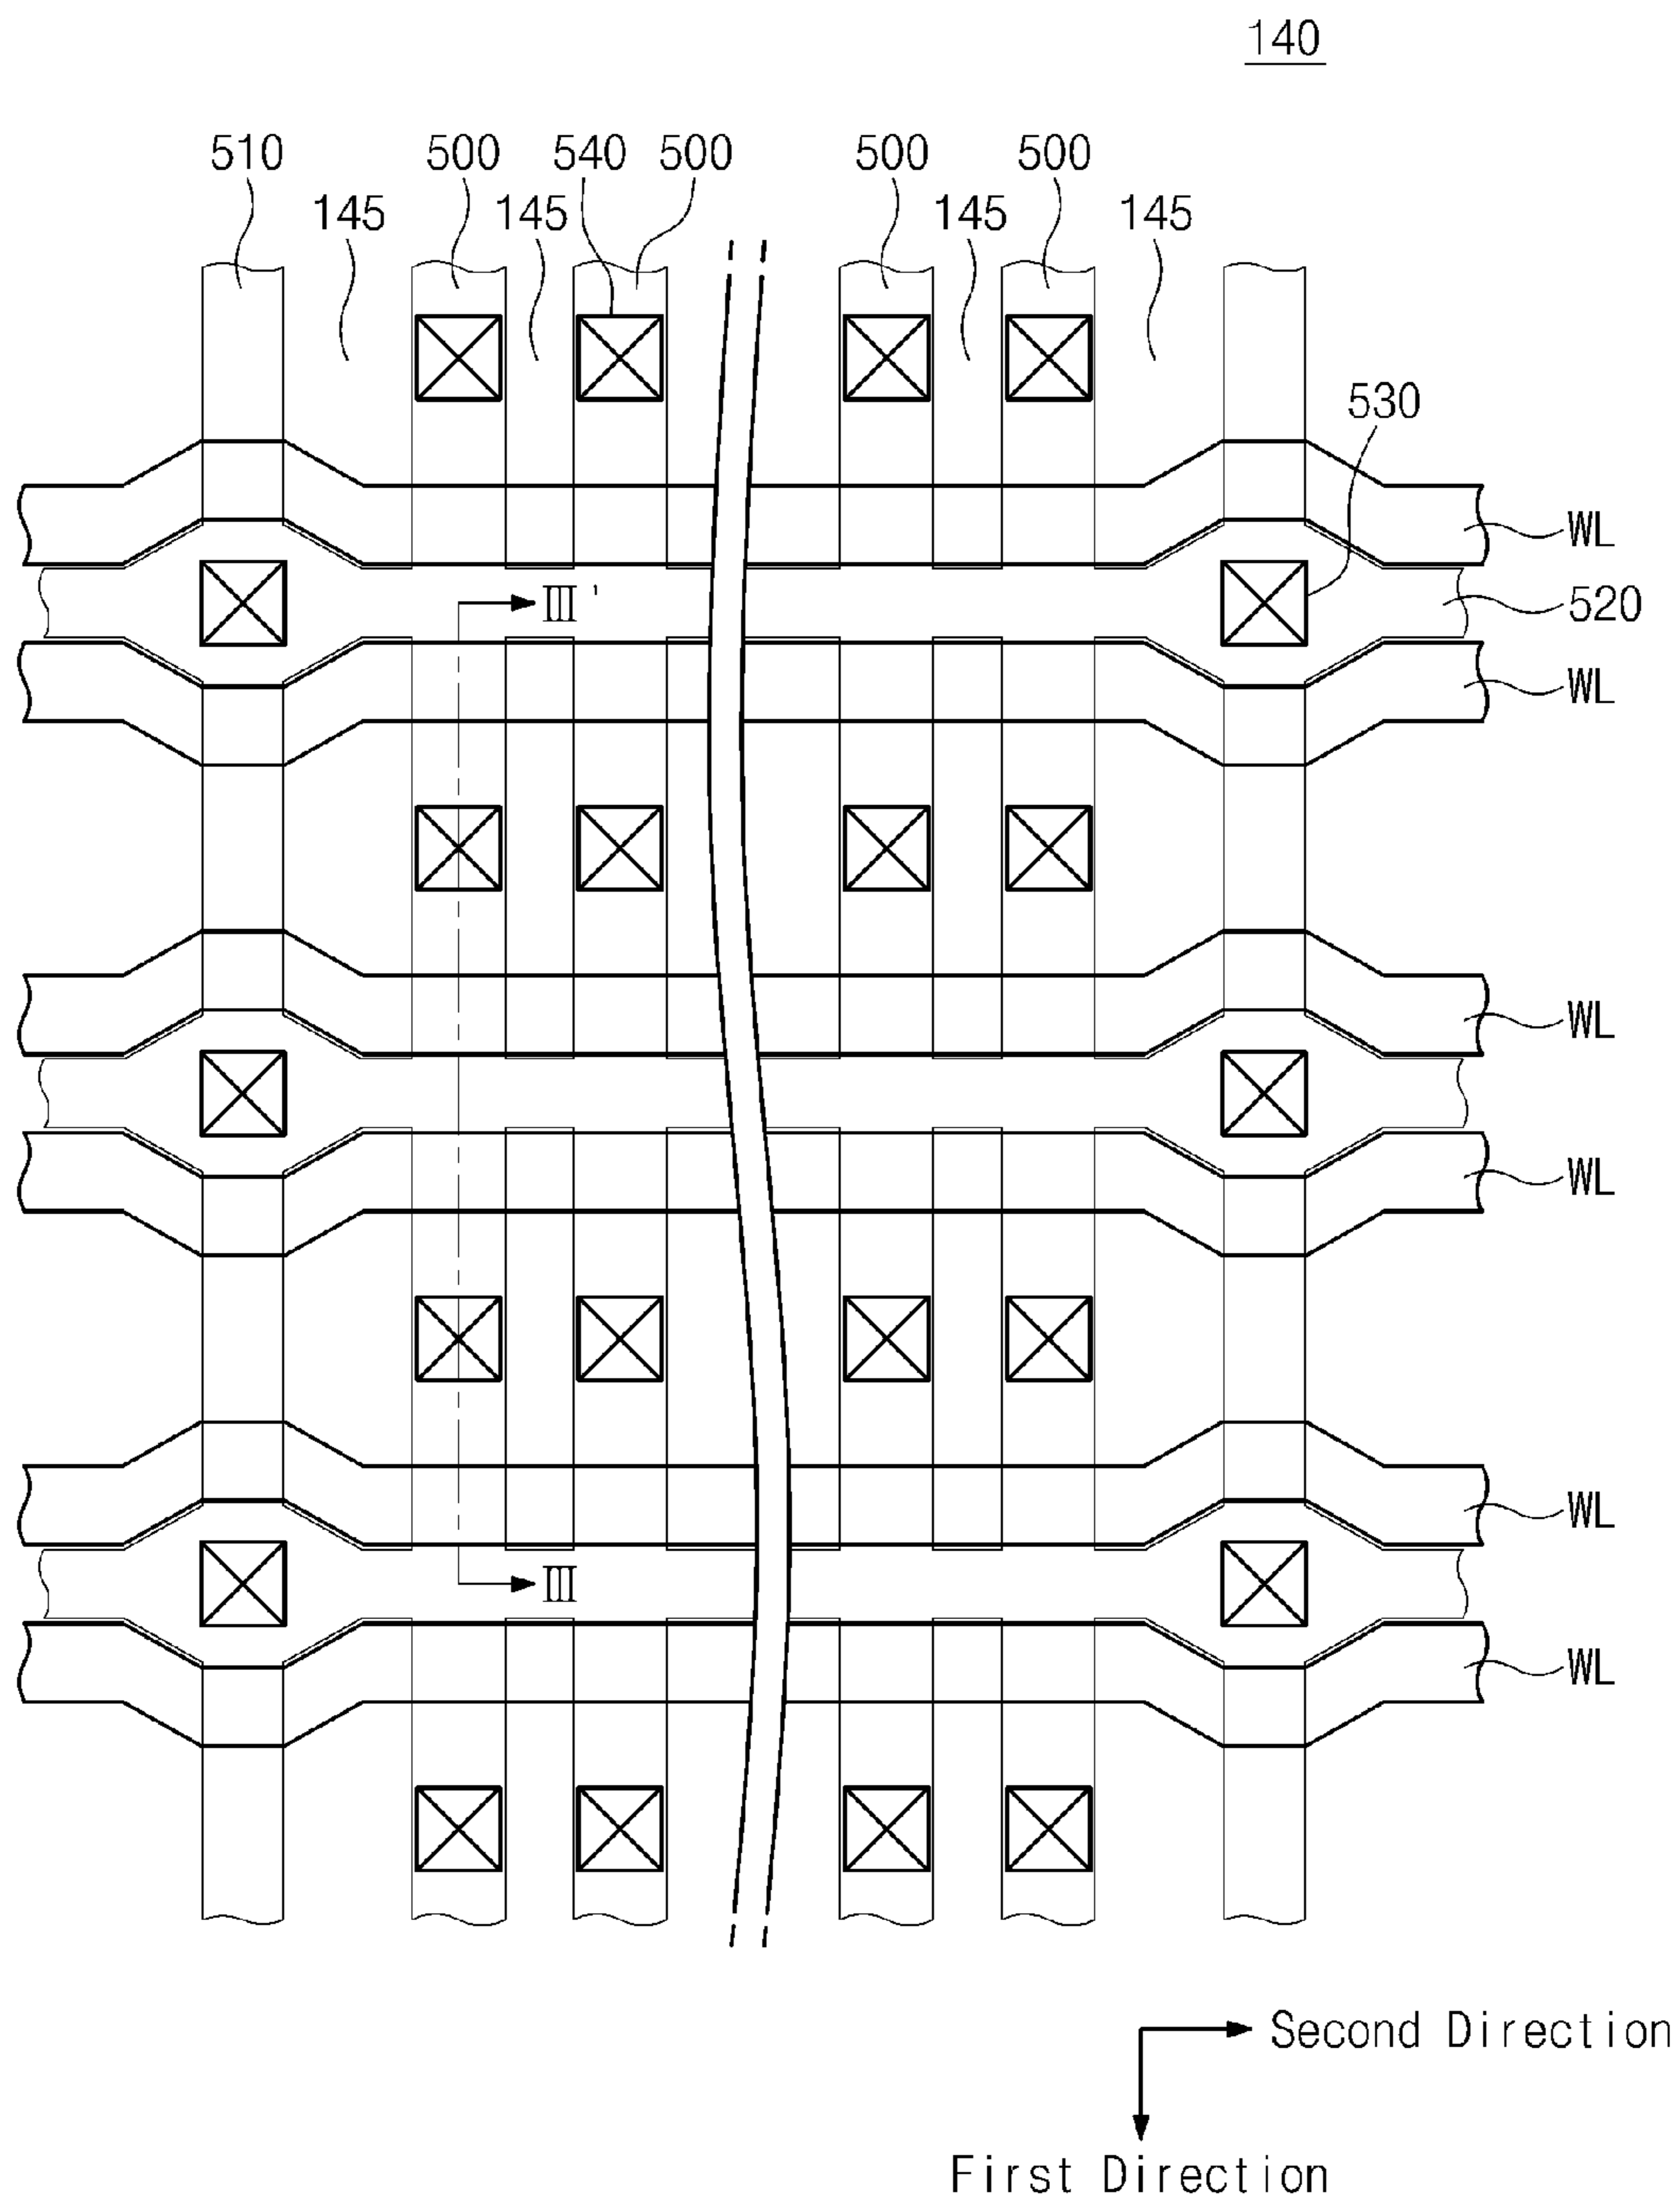 140
510 500 540 500 500 500
145 145 145 145
530
WL
III'
520
WL
WL
WL
WL
III
WL
Second Direction
First Direction